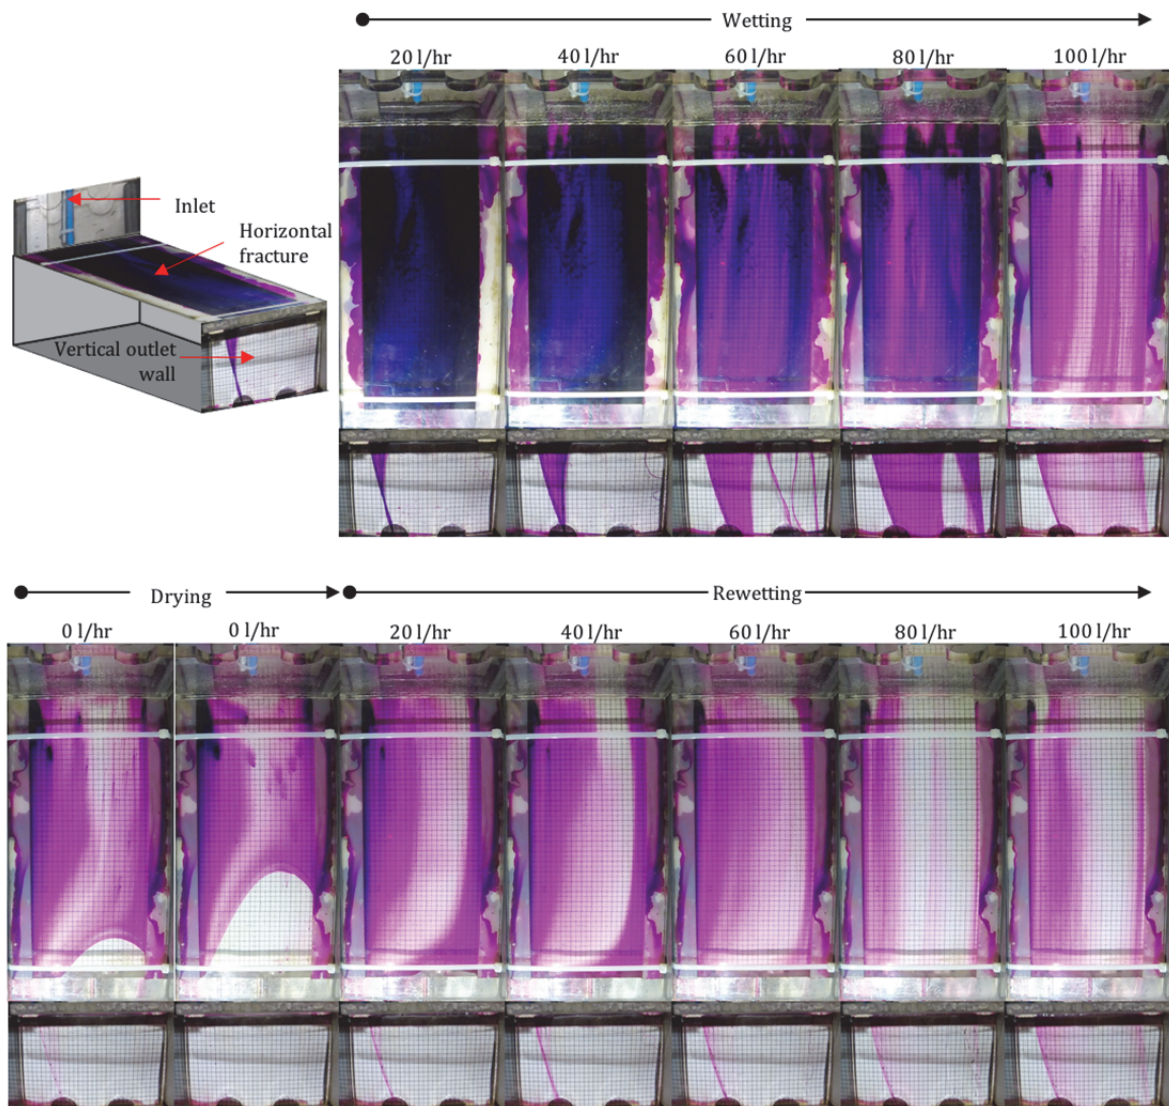 Wetting
20 l/hr 40 l/hr 60 l/hr 80 l/hr 100 l/hr
Inlet
Horizontal
fracture
Vertical outlet
wall
Drying Rewetting
0 l/hr 0 l/hr 20 l/hr 40 l/hr 60 l/hr 80 l/hr 100 l/hr